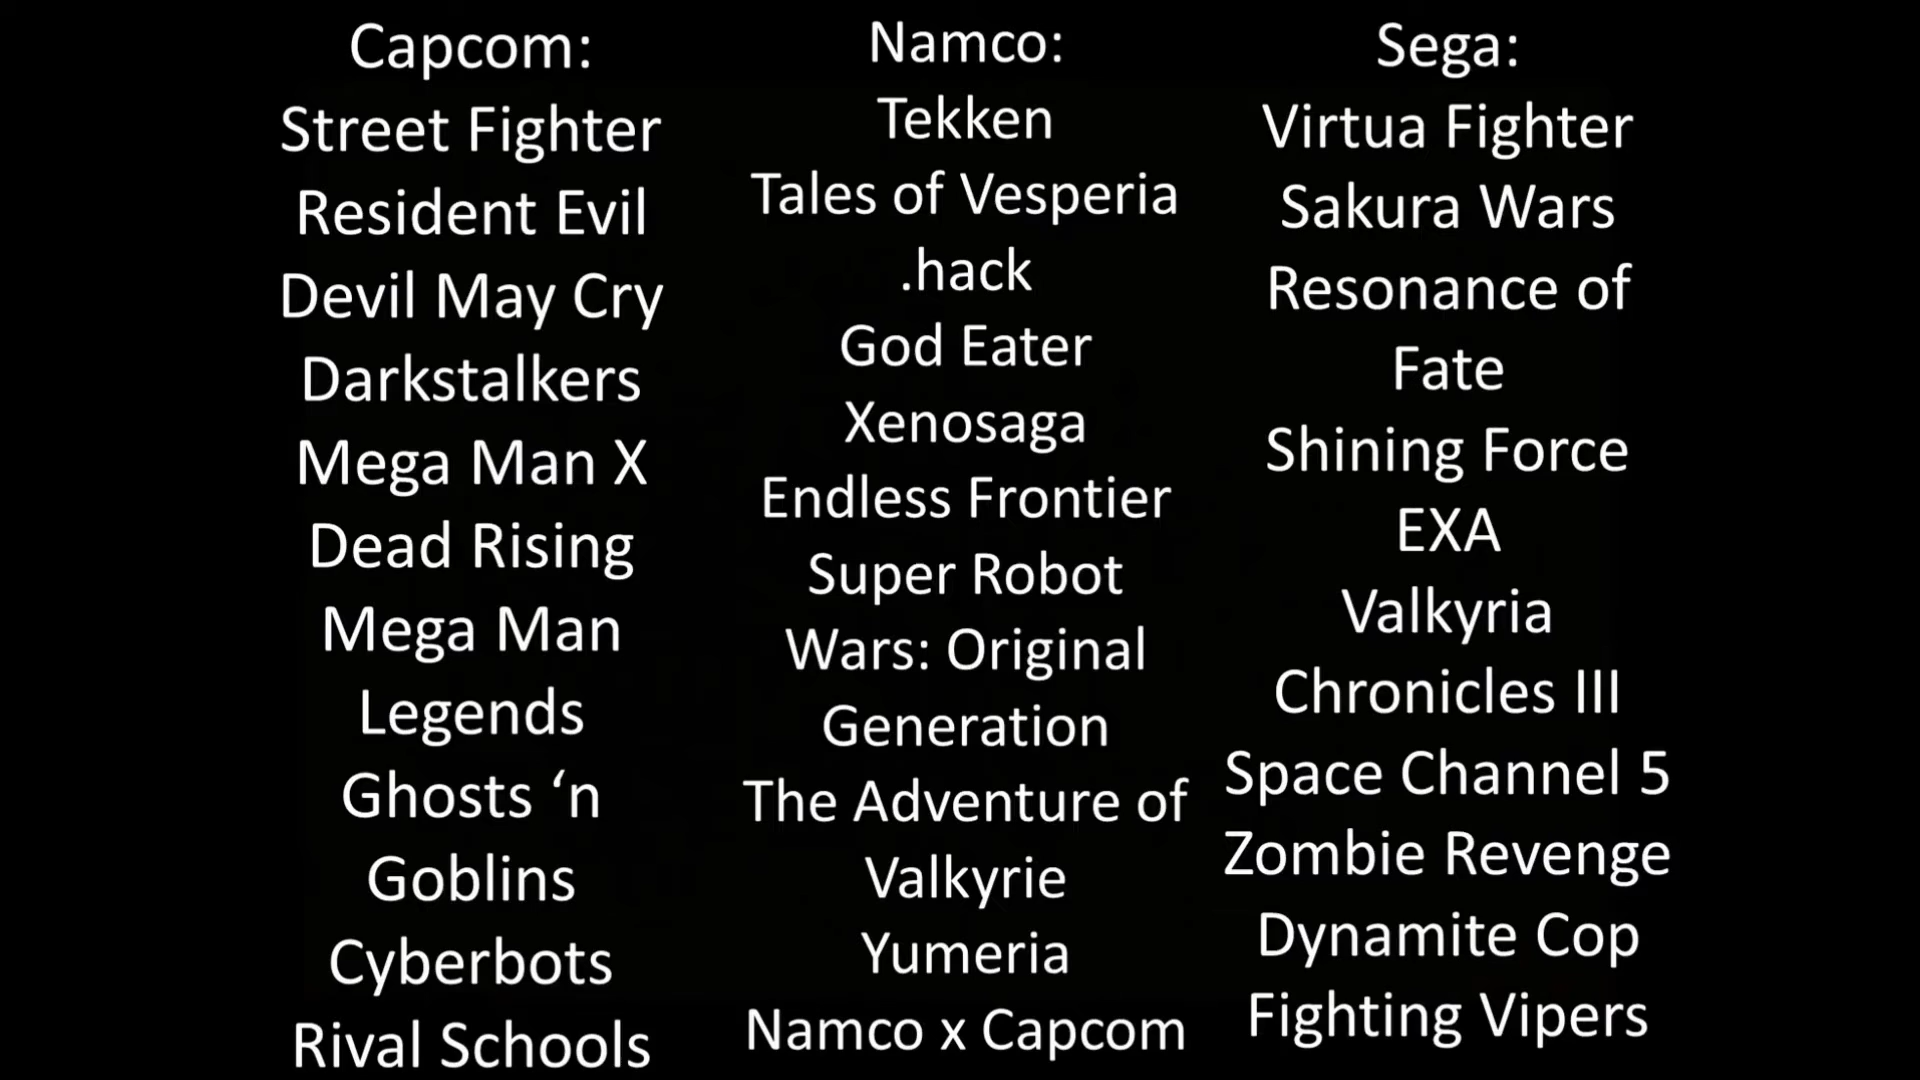 Capcom:
Street Fighter
Resident Evil
Devil May Cry
Darkstalkers
Mega Man X
Dead Rising
Mega Man
Legends
Ghosts ‘n
Goblins
Cyberbots
Rival Schools
Namco:
Tekken
Tales of Vesperia
.hack
God Eater
Xenosaga
Endless Frontier
Super Robot
Wars: Original
Generation
The Adventure of
Valkyrie
Yumeria
Namco x Capcom
Sega:
Virtua Fighter
Sakura Wars
Resonance of
Fate
Shining Force
EXA
Valkyria
Chronicles III
Space Channel 5
Zombie Revenge
Dynamite Cop
Fighting Vipers